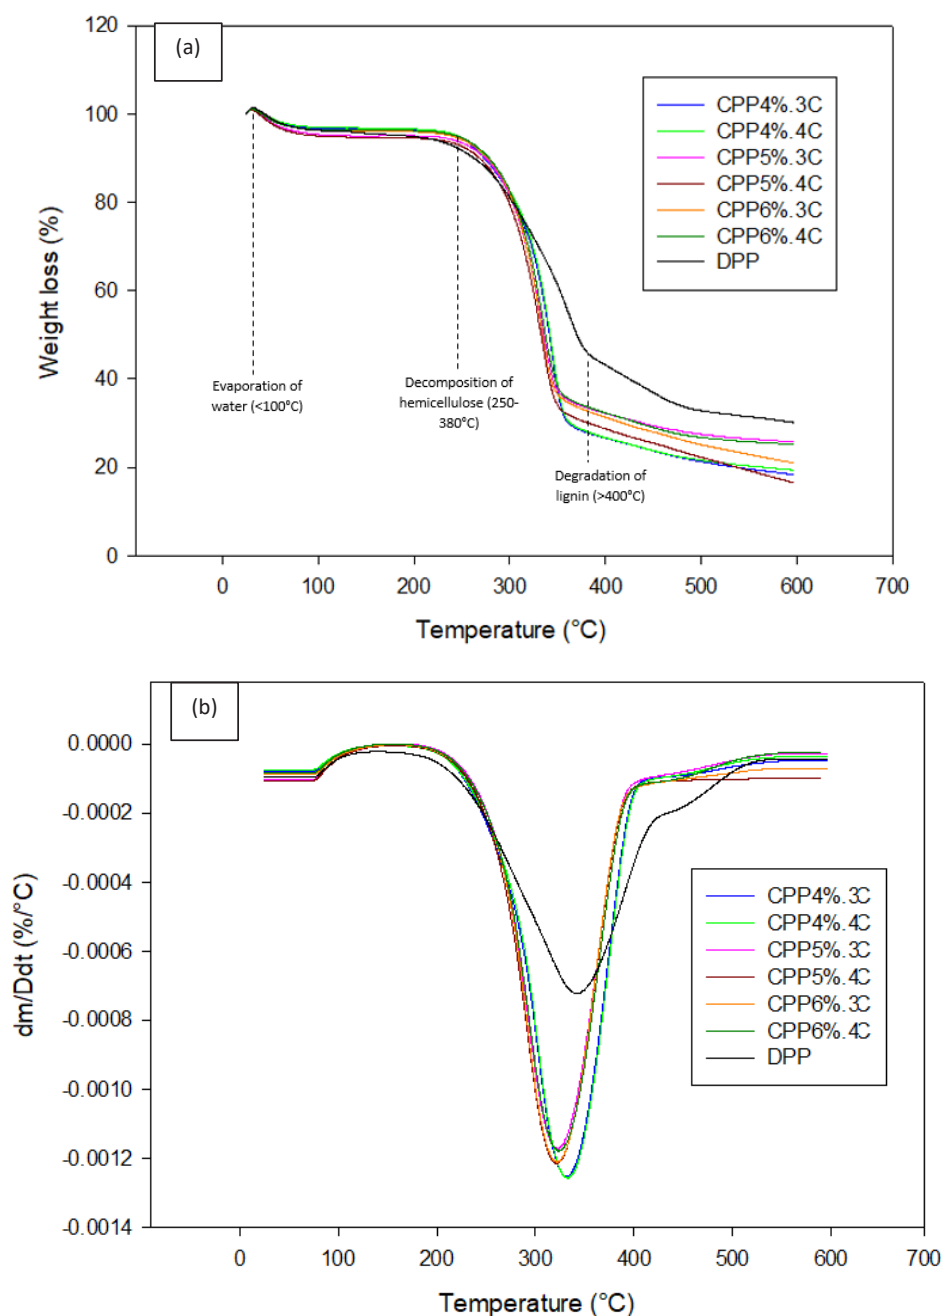 (a)
120
100
80
60
40
20
0
Weight loss (%)
CPP4%.3C
CPP4%.4C
CPP5%.3C
CPP5%.4C
CPP6%.3C
CPP6%.4C
DPP
Evaporation of
water (<100°C)
Decomposition of
hemicellulose (250-
380°C)
Degradation of
lignin (>400°C)
0 100 200 300 400 500 600 700
Temperature (°C)
(b)
0.0000
-0.0002
-0.0004
-0.0006
-0.0008
-0.0010
-0.0012
-0.0014
dm/Ddt (%/°C)
CPP4%.3C
CPP4%.4C
CPP5%.3C
CPP5%.4C
CPP6%.3C
CPP6%.4C
DPP
0 100 200 300 400 500 600 700
Temperature (°C)